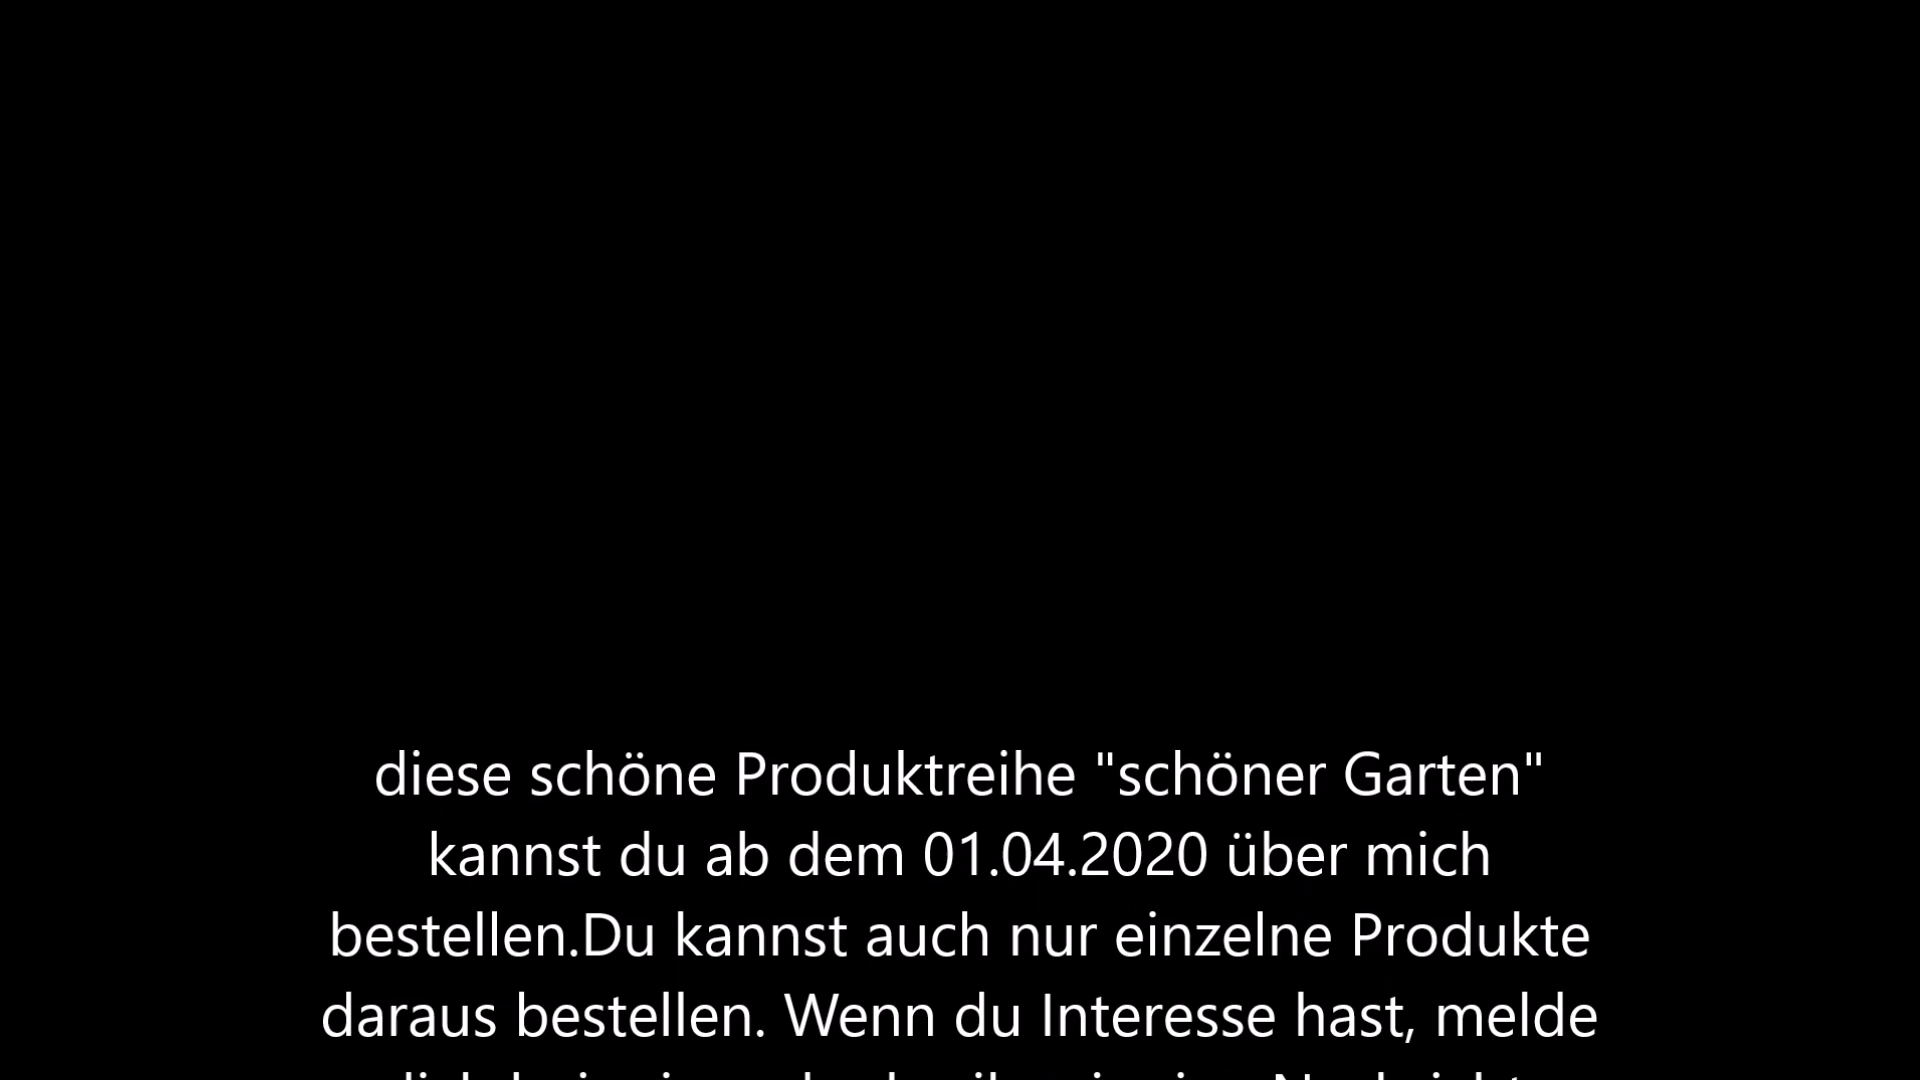 diese schöne Produktreihe "schöner Garten"
kannst du ab dem 01.04.2020 über mich
bestellen.Du kannst auch nur einzelne Produkte
daraus bestellen. Wenn du Interesse hast, melde